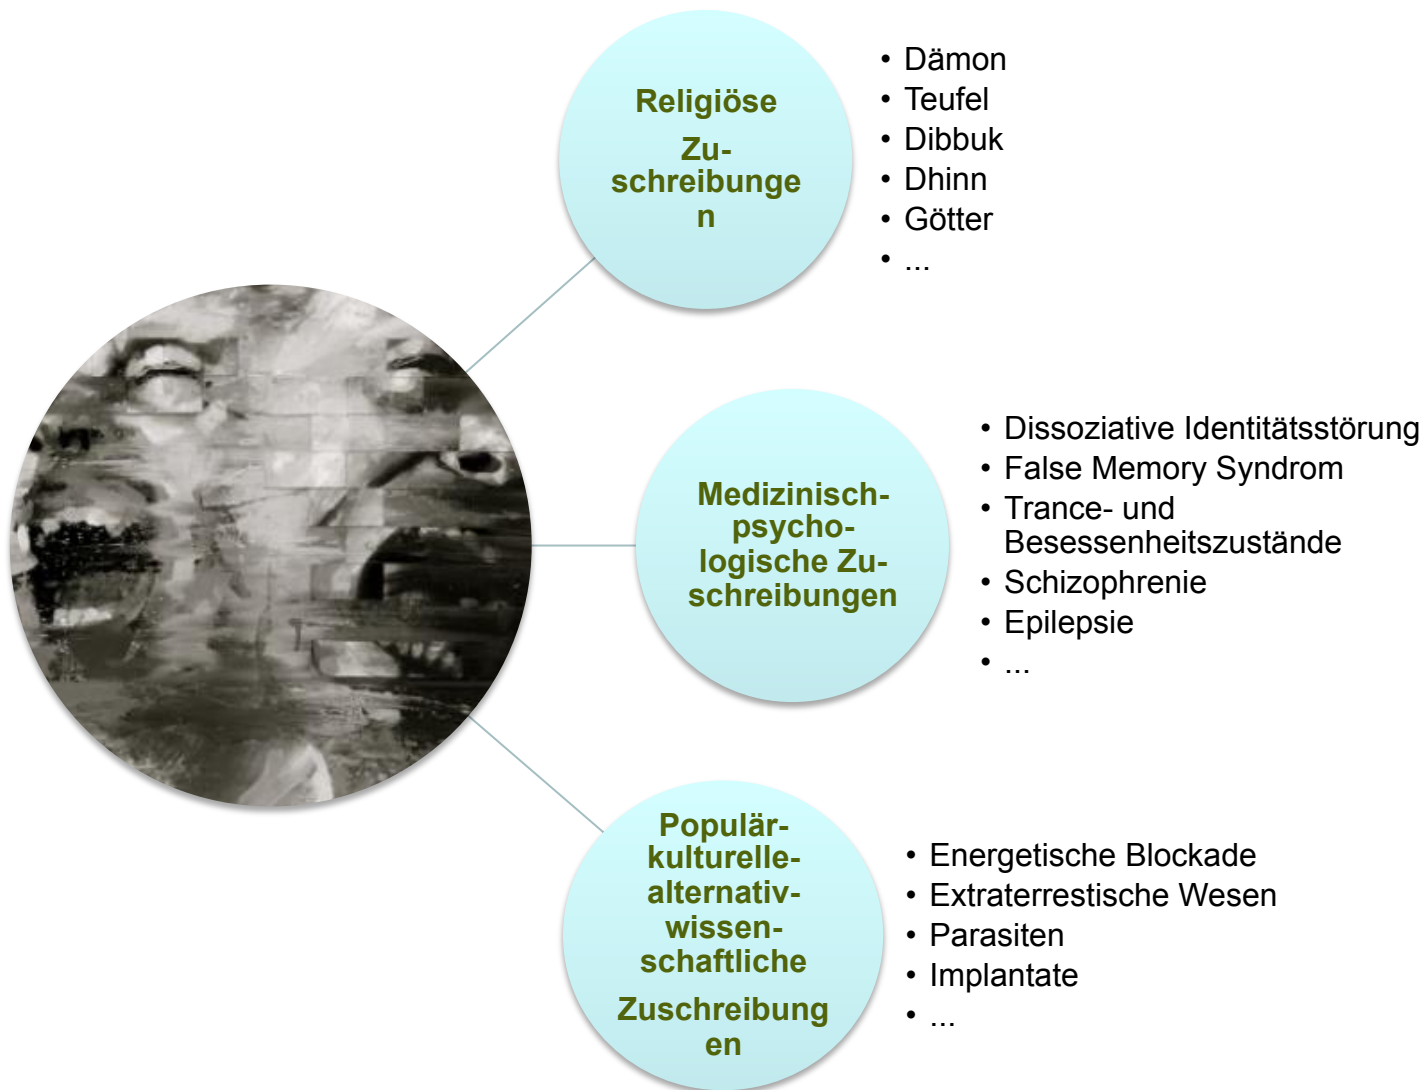 Religiöse
Zu-
schreibunge
n
• Dämon
• Teufel
• Dibbuk
• Dhinn
• Götter
• ...
Medizinisch-
psycho-
logische Zu-
schreibungen
• Dissoziative Identitätsstörung
• False Memory Syndrom
• Trance- und
Besessenheitszustände
• Schizophrenie
• Epilepsie
• ...
Populär-
kulturelle-
alternativ-
wissen-
schaftliche
Zuschreibung
en
• Energetische Blockade
• Extraterrestische Wesen
• Parasiten
• Implantate
• ...